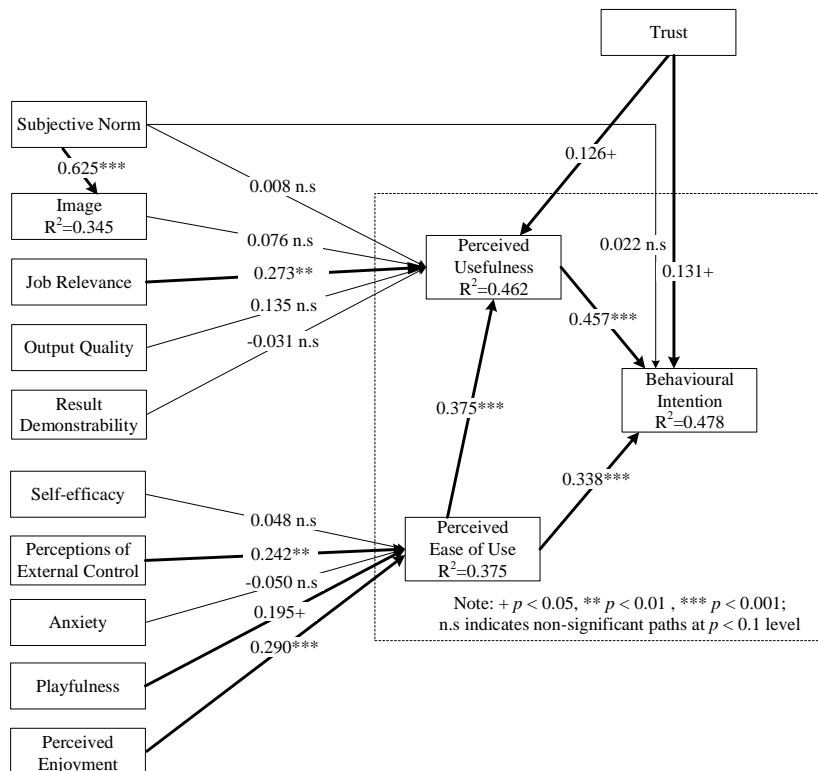 Trust
Subjective Norm
0.625***
0.126+
Image
R²=0.345
0.008 n.s
0.076 n.s
Perceived
Usefulness
R²=0.462
0.022 n.s
Job Relevance
0.273**
0.131+
0.135 n.s
Output Quality
-0.031 n.s
0.457***
Result
Demonstrability
0.375***
Behavioural
Intention
R²=0.478
Self-efficacy
0.338***
0.048 n.s
Perceptions of
External Control
0.242**
Perceived
Ease of Use
R²=0.375
-0.050 n.s
Anxiety
0.195+
0.290***
Note: + p < 0.05, ** p < 0.01 , *** p < 0.001;
n.s indicates non-significant paths at p < 0.1 level
Playfulness
Perceived
Enjoyment